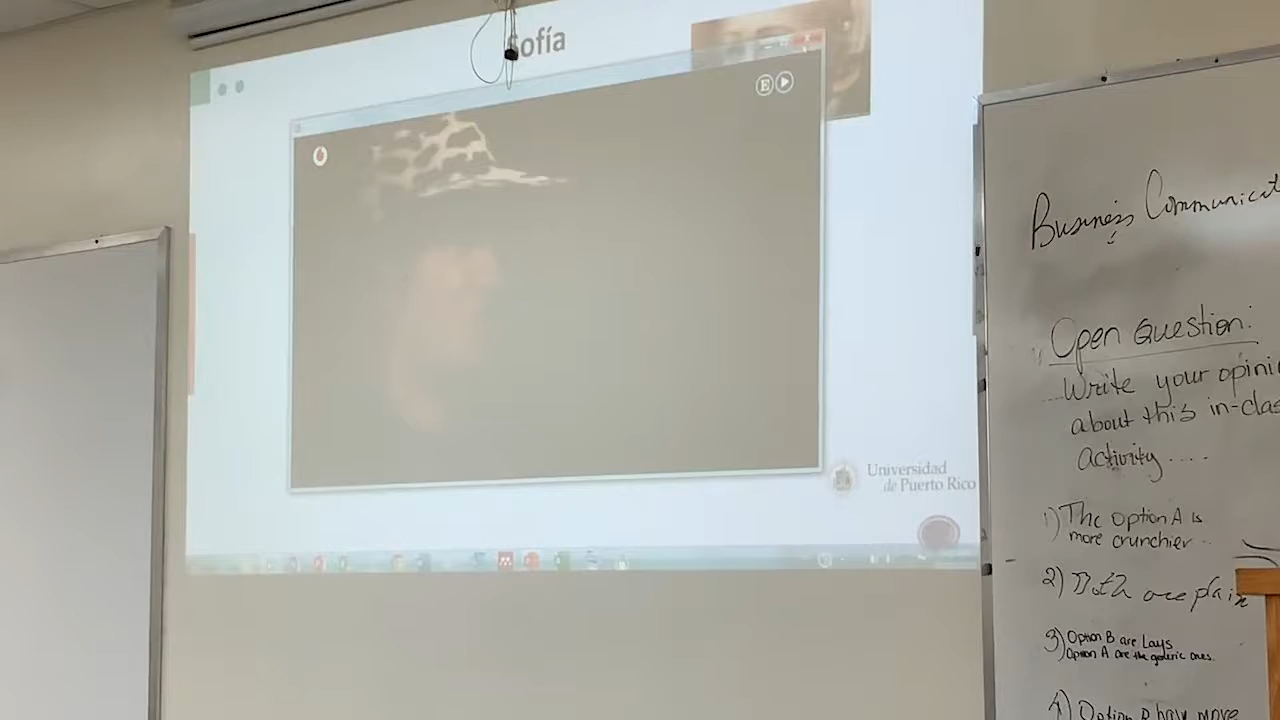 Sofía
E
Universidad
de Puerto Rico
Business Communicat
Open Question:
Write your opini
about this in-clas
activity....
1) The option A is
more crunchier..
2) Both are plain
3) Option B are Lays
Option A are the generic ones.
4) Option B have more